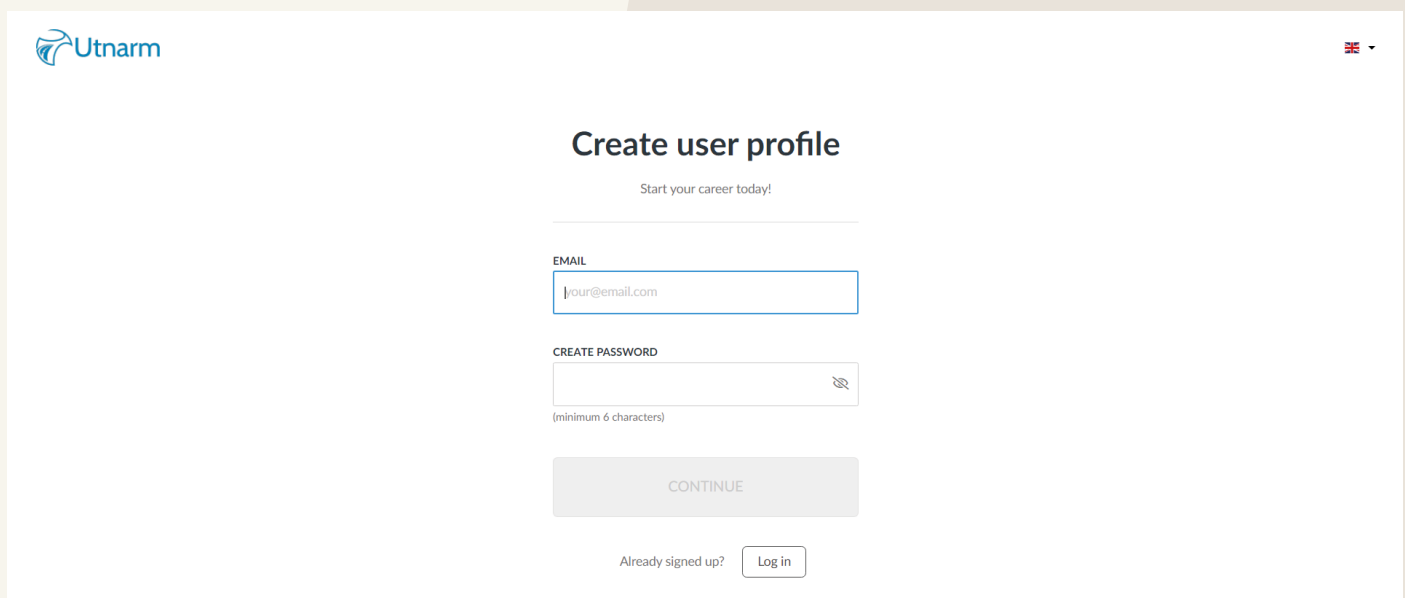 Utnarm
Create user profile
Start your career today!
EMAIL
your@email.com
CREATE PASSWORD
(minimum 6 characters)
CONTINUE
Already signed up? Log in